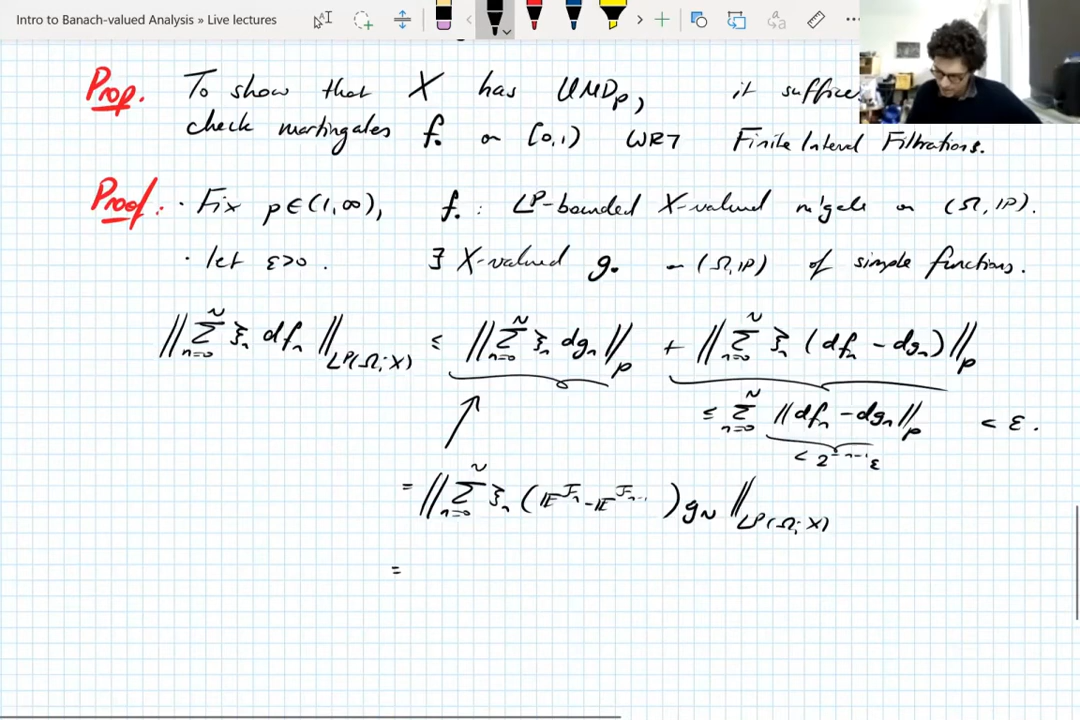 Intro to Banach-valued Analysis » Live lectures
Prop. To show that X has UMD_p, it suffices
check martingales f. on [0,1) WRT Finite Interval Filtrations.
Proof: · Fix p∈(1,∞), f. : L^p-bounded X-valued m'gale on (Ω, ℙ).
· let ε>0. ∃ X-valued g. on (Ω, ℙ) of simple functions.
‖ Σ_{n=0}^N ξ_n df_n ‖_{L^p(Ω; X)} ≤ ‖ Σ_{n=0}^N ξ_n dg_n ‖_p + ‖ Σ_{n=0}^N ξ_n (df_n - dg_n) ‖_p
≤ Σ_{n=0}^N ‖ df_n - dg_n ‖_p < ε.
< 2^{-n-1} ε
= ‖ Σ_{n=0}^N ξ_n ( 𝔼^{F_n} - 𝔼^{F_{n-1}} ) g_N ‖_{L^p(Ω; X)}
=